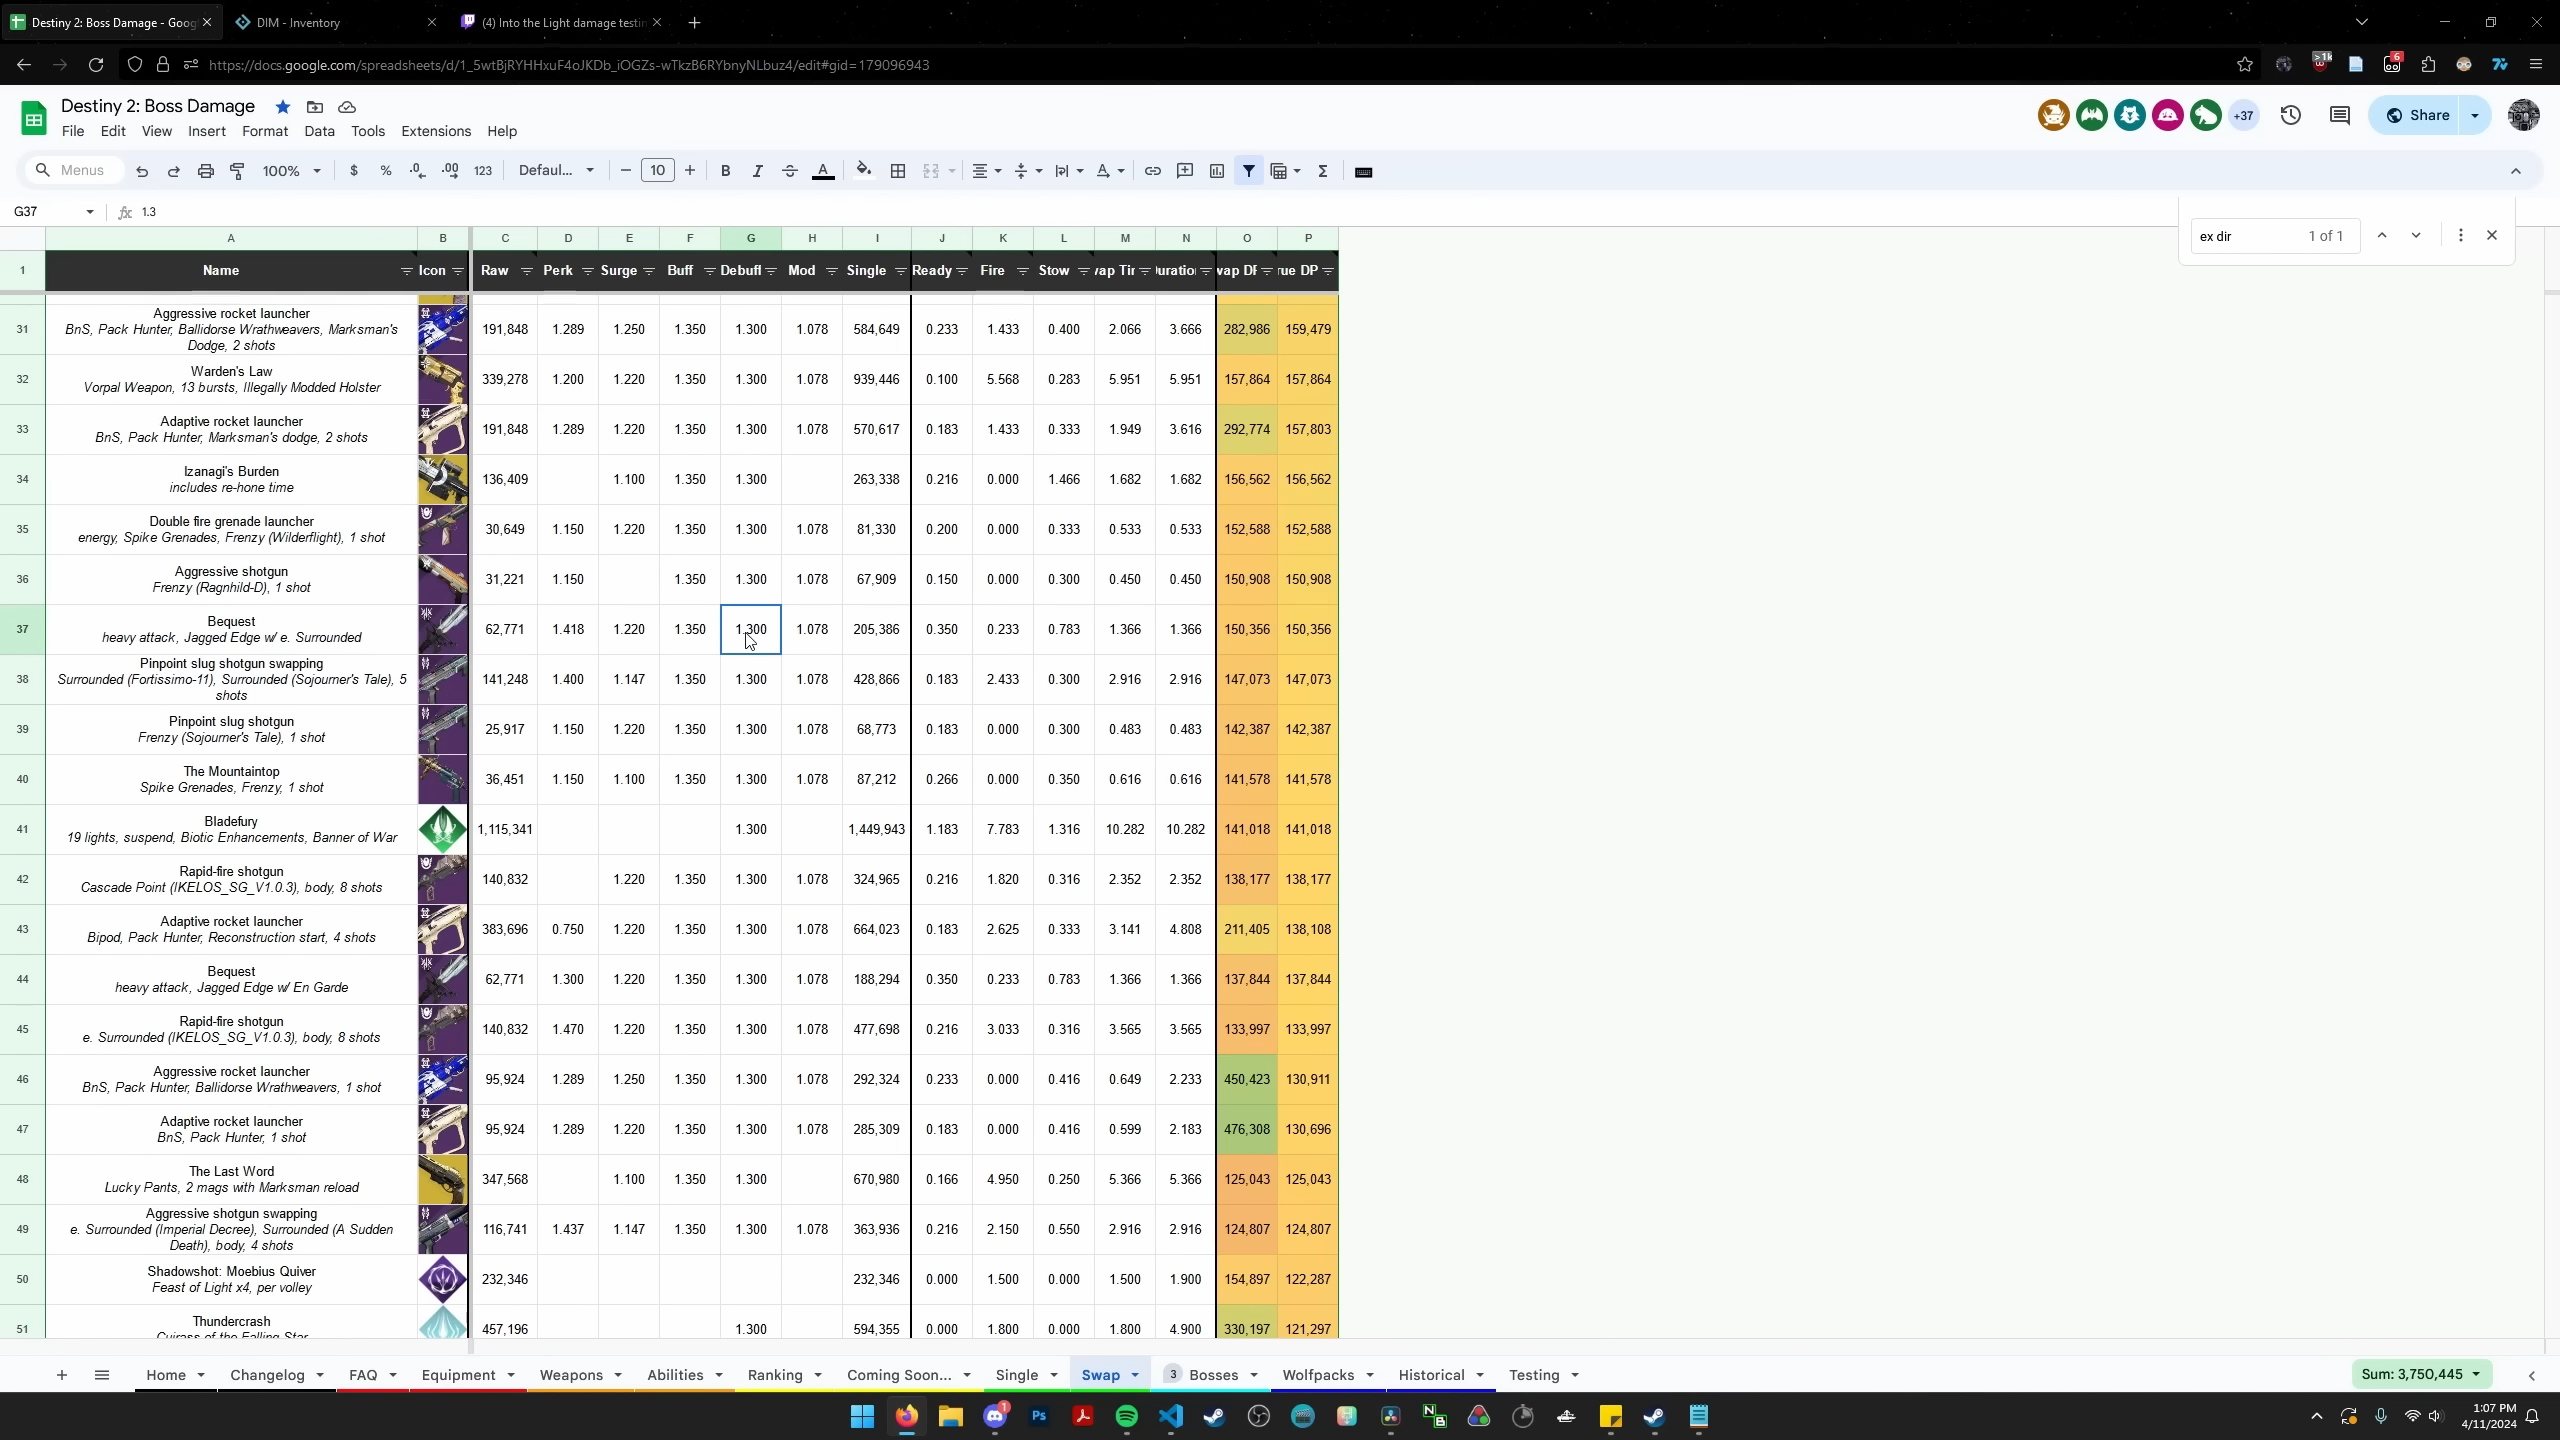 Destiny 2: Boss Damage - Goog
DIM - Inventory
(4) Into the Light damage testin
https://docs.google.com/spreadsheets/d/1_5wtBjRYHHxuF4oJKDb_iOGZs-wTkzB6RYbnyNLbuz4/edit#gid=179096943
>1k
6
Destiny 2: Boss Damage
File Edit View Insert Format Data Tools Extensions Help
+37
Share
Menus
100%
$ % .0 .00 123
Defaul...
10
B I A
G37
1.3
ex dir 1 of 1
A B C D E F G H I J K L M N O P
1 Name Icon Raw Perk Surge Buff Debuff Mod Single Ready Fire Stow
31 Aggressive rocket launcher
BnS, Pack Hunter, Ballidorse Wrathweavers, Marksman's
Dodge, 2 shots
191,848 1.289 1.250 1.350 1.300 1.078 584,649 0.233 1.433 0.400 2.066 3.666 282,986 159,479
32 Warden's Law
Vorpal Weapon, 13 bursts, Illegally Modded Holster
339,278 1.200 1.220 1.350 1.300 1.078 939,446 0.100 5.568 0.283 5.951 5.951 157,864 157,864
33 Adaptive rocket launcher
BnS, Pack Hunter, Marksman's dodge, 2 shots
191,848 1.289 1.220 1.350 1.300 1.078 570,617 0.183 1.433 0.333 1.949 3.616 292,774 157,803
34 Izanagi's Burden
includes re-hone time
136,409 1.100 1.350 1.300 263,338 0.216 0.000 1.466 1.682 1.682 156,562 156,562
35 Double fire grenade launcher
energy, Spike Grenades, Frenzy (Wilderflight), 1 shot
30,649 1.150 1.220 1.350 1.300 1.078 81,330 0.200 0.000 0.333 0.533 0.533 152,588 152,588
36 Aggressive shotgun
Frenzy (Ragnhild-D), 1 shot
31,221 1.150 1.350 1.300 1.078 67,909 0.150 0.000 0.300 0.450 0.450 150,908 150,908
37 Bequest
heavy attack, Jagged Edge w/ e. Surrounded
62,771 1.418 1.220 1.350 1.300 1.078 205,386 0.350 0.233 0.783 1.366 1.366 150,356 150,356
38 Pinpoint slug shotgun swapping
Surrounded (Fortissimo-11), Surrounded (Sojourner's Tale), 5
shots
141,248 1.400 1.147 1.350 1.300 1.078 428,866 0.183 2.433 0.300 2.916 2.916 147,073 147,073
39 Pinpoint slug shotgun
Frenzy (Sojourner's Tale), 1 shot
25,917 1.150 1.220 1.350 1.300 1.078 68,773 0.183 0.000 0.300 0.483 0.483 142,387 142,387
40 The Mountaintop
Spike Grenades, Frenzy, 1 shot
36,451 1.150 1.100 1.350 1.300 1.078 87,212 0.266 0.000 0.350 0.616 0.616 141,578 141,578
41 Bladefury
19 lights, suspend, Biotic Enhancements, Banner of War
1,115,341 1.300 1,449,943 1.183 7.783 1.316 10.282 10.282 141,018 141,018
42 Rapid-fire shotgun
Cascade Point (IKELOS_SG_V1.0.3), body, 8 shots
140,832 1.220 1.350 1.300 1.078 324,965 0.216 1.820 0.316 2.352 2.352 138,177 138,177
43 Adaptive rocket launcher
Bipod, Pack Hunter, Reconstruction start, 4 shots
383,696 0.750 1.220 1.350 1.300 1.078 664,023 0.183 2.625 0.333 3.141 4.808 211,405 138,108
44 Bequest
heavy attack, Jagged Edge w/ En Garde
62,771 1.300 1.220 1.350 1.300 1.078 188,294 0.350 0.233 0.783 1.366 1.366 137,844 137,844
45 Rapid-fire shotgun
e. Surrounded (IKELOS_SG_V1.0.3), body, 8 shots
140,832 1.470 1.220 1.350 1.300 1.078 477,698 0.216 3.033 0.316 3.565 3.565 133,997 133,997
46 Aggressive rocket launcher
BnS, Pack Hunter, Ballidorse Wrathweavers, 1 shot
95,924 1.289 1.250 1.350 1.300 1.078 292,324 0.233 0.000 0.416 0.649 2.233 450,423 130,911
47 Adaptive rocket launcher
BnS, Pack Hunter, 1 shot
95,924 1.289 1.220 1.350 1.300 1.078 285,309 0.183 0.000 0.416 0.599 2.183 476,308 130,696
48 The Last Word
Lucky Pants, 2 mags with Marksman reload
347,568 1.100 1.350 1.300 670,980 0.166 4.950 0.250 5.366 5.366 125,043 125,043
49 Aggressive shotgun swapping
e. Surrounded (Imperial Decree), Surrounded (A Sudden
Death), body, 4 shots
116,741 1.437 1.147 1.350 1.300 1.078 363,936 0.216 2.150 0.550 2.916 2.916 124,807 124,807
50 Shadowshot: Moebius Quiver
Feast of Light x4, per volley
232,346 232,346 0.000 1.500 0.000 1.500 1.900 154,897 122,287
51 Thundercrash
Cuirass of the Falling Star
457,196 1.300 594,355 0.000 1.800 0.000 1.800 4.900 330,197 121,297
Home Changelog FAQ Equipment Weapons Abilities Ranking Coming Soon... Single Swap 3 Bosses Wolfpacks Historical Testing
Sum: 3,750,445
1
Ps
1:07 PM
4/11/2024